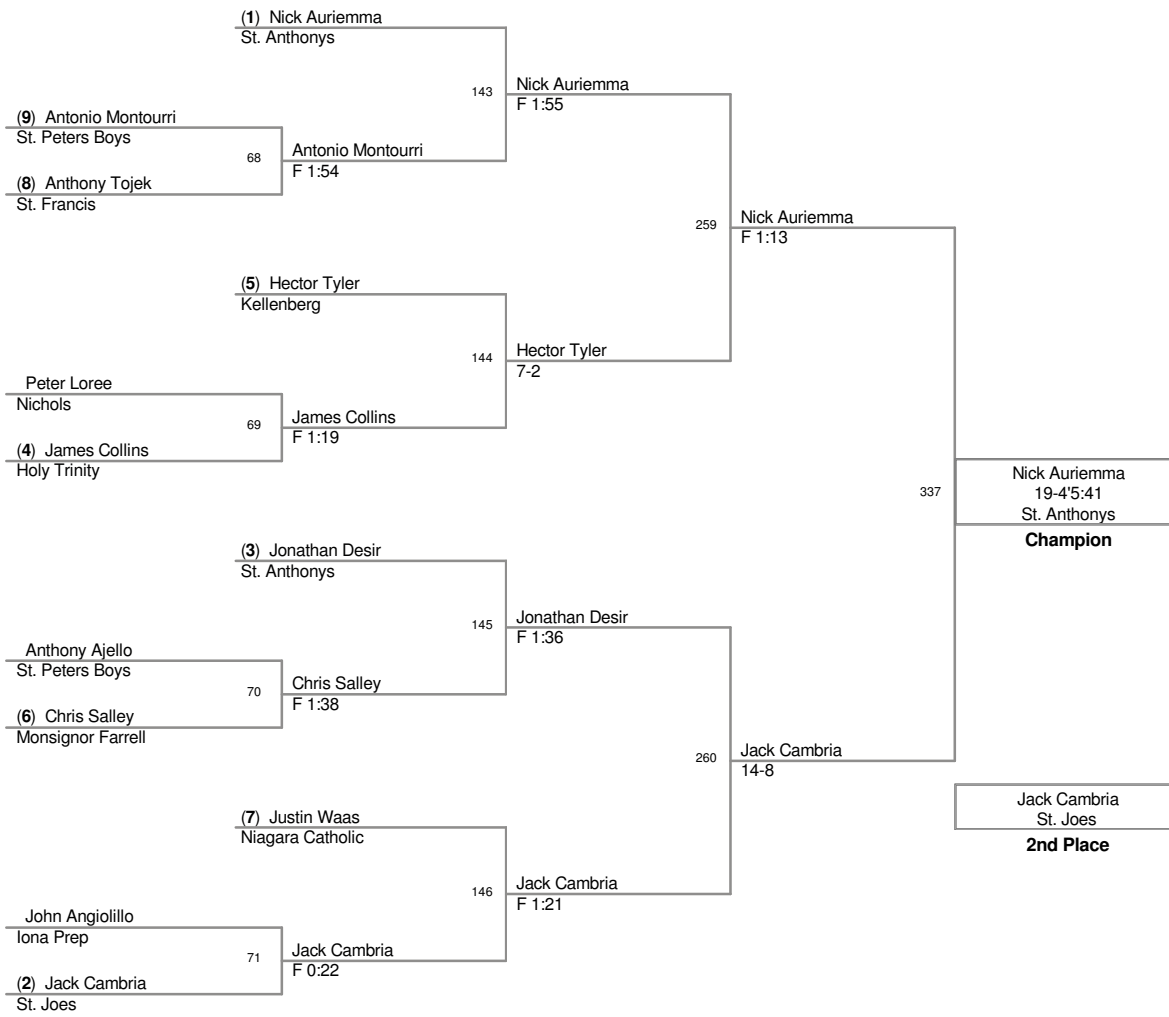 (1) Nick Auriemma
St. Anthonys
143
Nick Auriemma
F 1:55
(9) Antonio Montourri
St. Peters Boys
68
Antonio Montourri
F 1:54
(8) Anthony Tojek
St. Francis
259
Nick Auriemma
F 1:13
(5) Hector Tyler
Kellenberg
144
Hector Tyler
7-2
Peter Loree
Nichols
69
James Collins
F 1:19
(4) James Collins
Holy Trinity
337
Nick Auriemma
19-4'5:41
St. Anthonys
Champion
(3) Jonathan Desir
St. Anthonys
145
Jonathan Desir
F 1:36
Anthony Ajello
St. Peters Boys
70
Chris Salley
F 1:38
(6) Chris Salley
Monsignor Farrell
260
Jack Cambria
14-8
Jack Cambria
St. Joes
2nd Place
(7) Justin Waas
Niagara Catholic
146
Jack Cambria
F 1:21
John Angiolillo
Iona Prep
71
Jack Cambria
F 0:22
(2) Jack Cambria
St. Joes